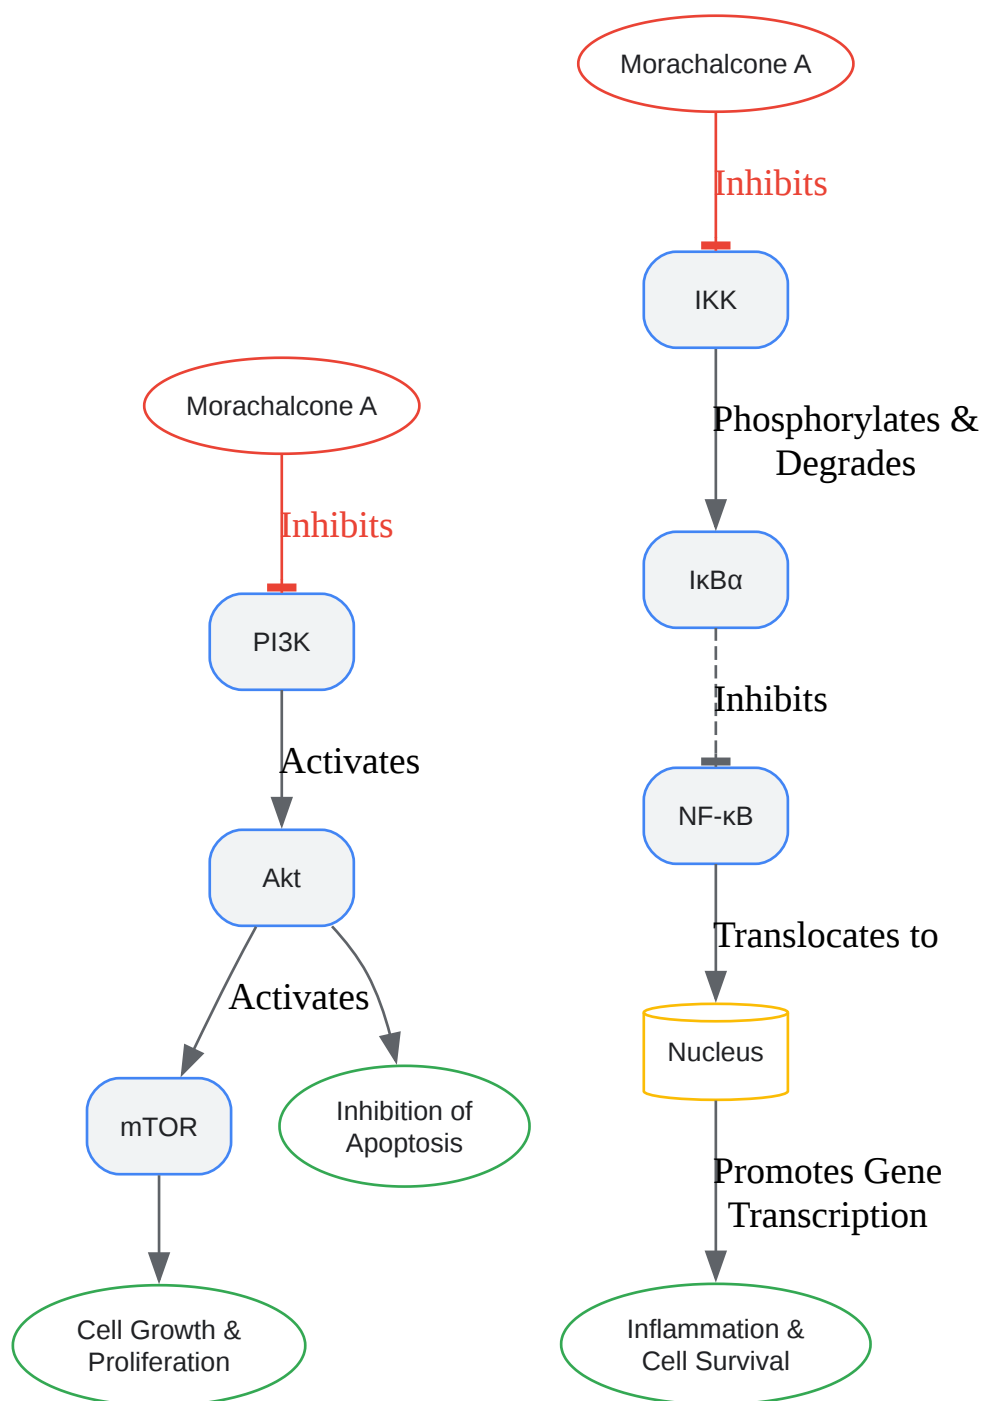 Morachalcone A
Inhibits
PI3K
Activates
Akt
Activates
mTOR
Inhibition of
Apoptosis
Cell Growth &
Proliferation
Morachalcone A
Inhibits
IKK
Phosphorylates &
Degrades
IκBα
Inhibits
NF-κB
Translocates to
Nucleus
Promotes Gene
Transcription
Inflammation &
Cell Survival